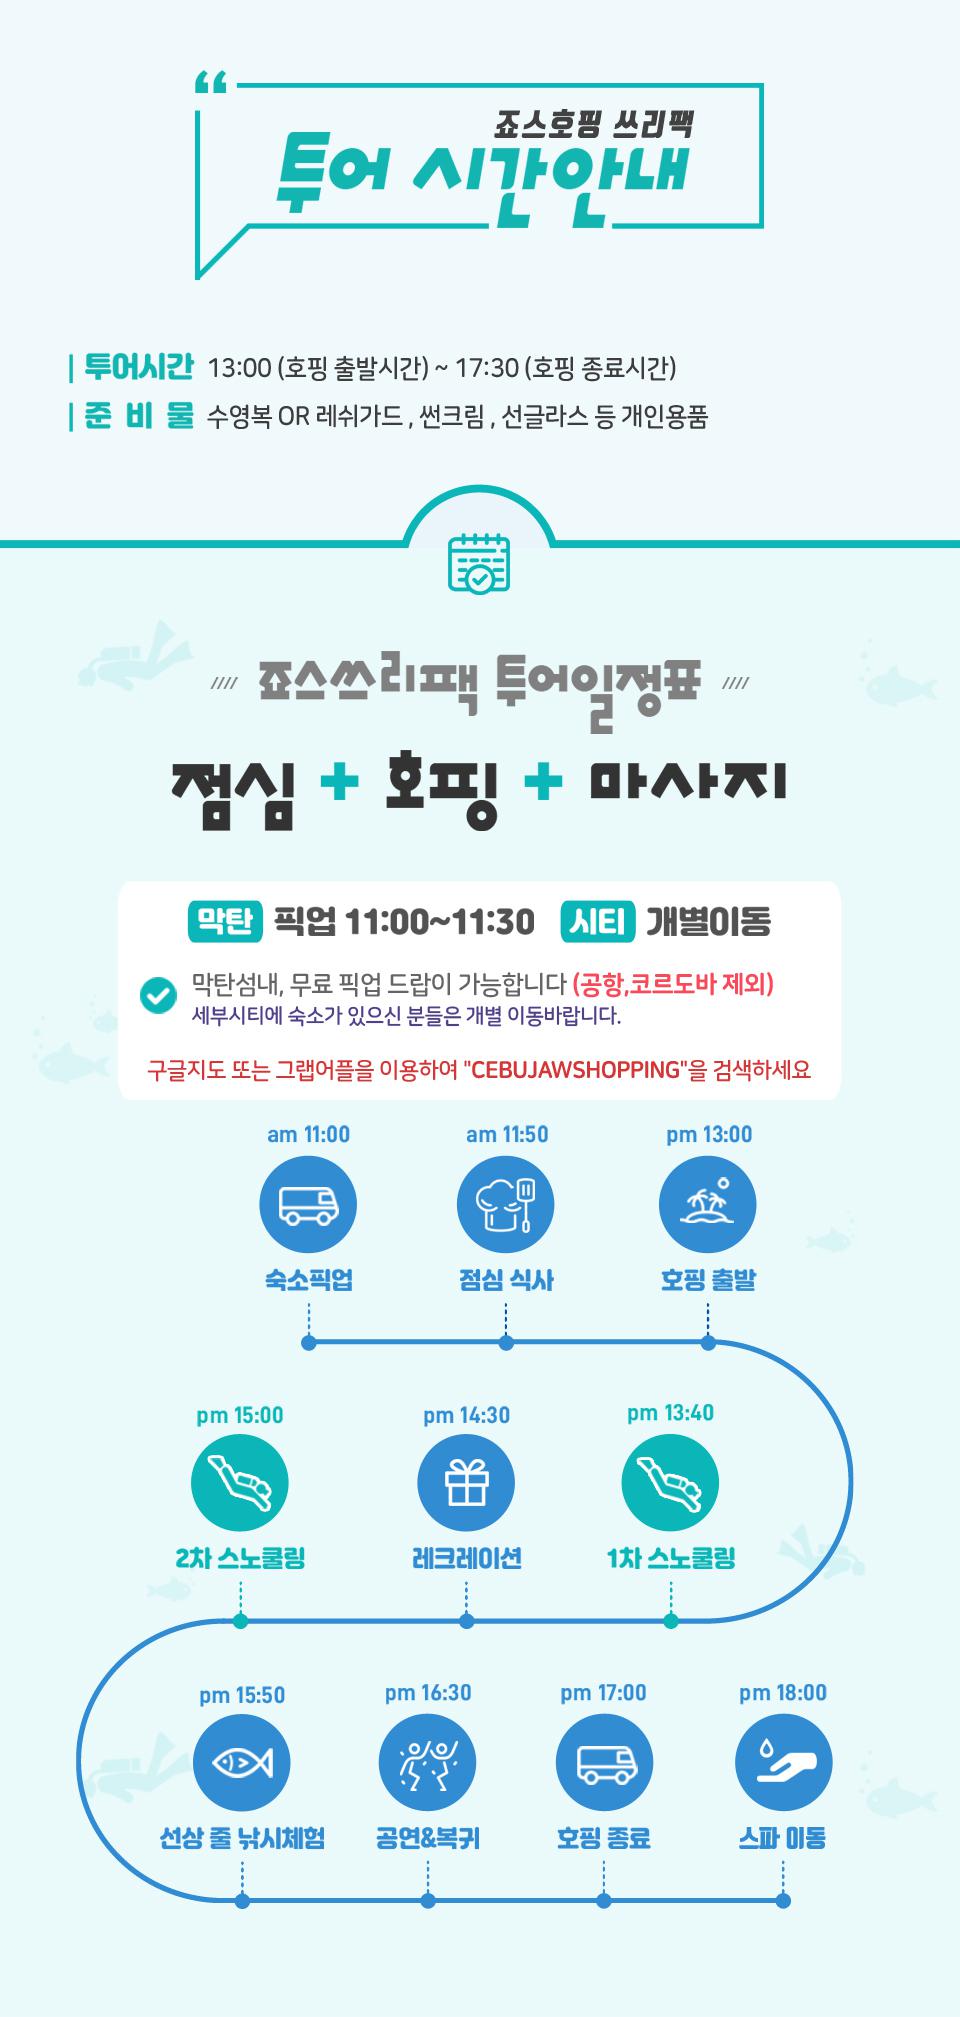 죠스호핑 쓰리팩
투어 시간안내
투어시간 13:00 (호핑 출발시간) ~ 17:30 (호핑 종료시간)
준 비 물 수영복 OR 레쉬가드 , 썬크림 , 선글라스 등 개인용품
죠스쓰리팩 투어일정표
점심 + 호핑 + 마사지
막탄 픽업 11:00~11:30 시티 개별이동
막탄섬내, 무료 픽업 드랍이 가능합니다 (공항,코르도바 제외)
세부시티에 숙소가 있으신 분들은 개별 이동바랍니다.
구글지도 또는 그랩어플을 이용하여 "CEBUJAWSHOPPING"을 검색하세요
am 11:00 am 11:50 pm 13:00
숙소픽업 점심 식사 호핑 출발
pm 15:00 pm 14:30 pm 13:40
2차 스노쿨링 레크레이션 1차 스노쿨링
pm 15:50 pm 16:30 pm 17:00 pm 18:00
선상 줄 낚시체험 공연&복귀 호핑 종료 스파 이동